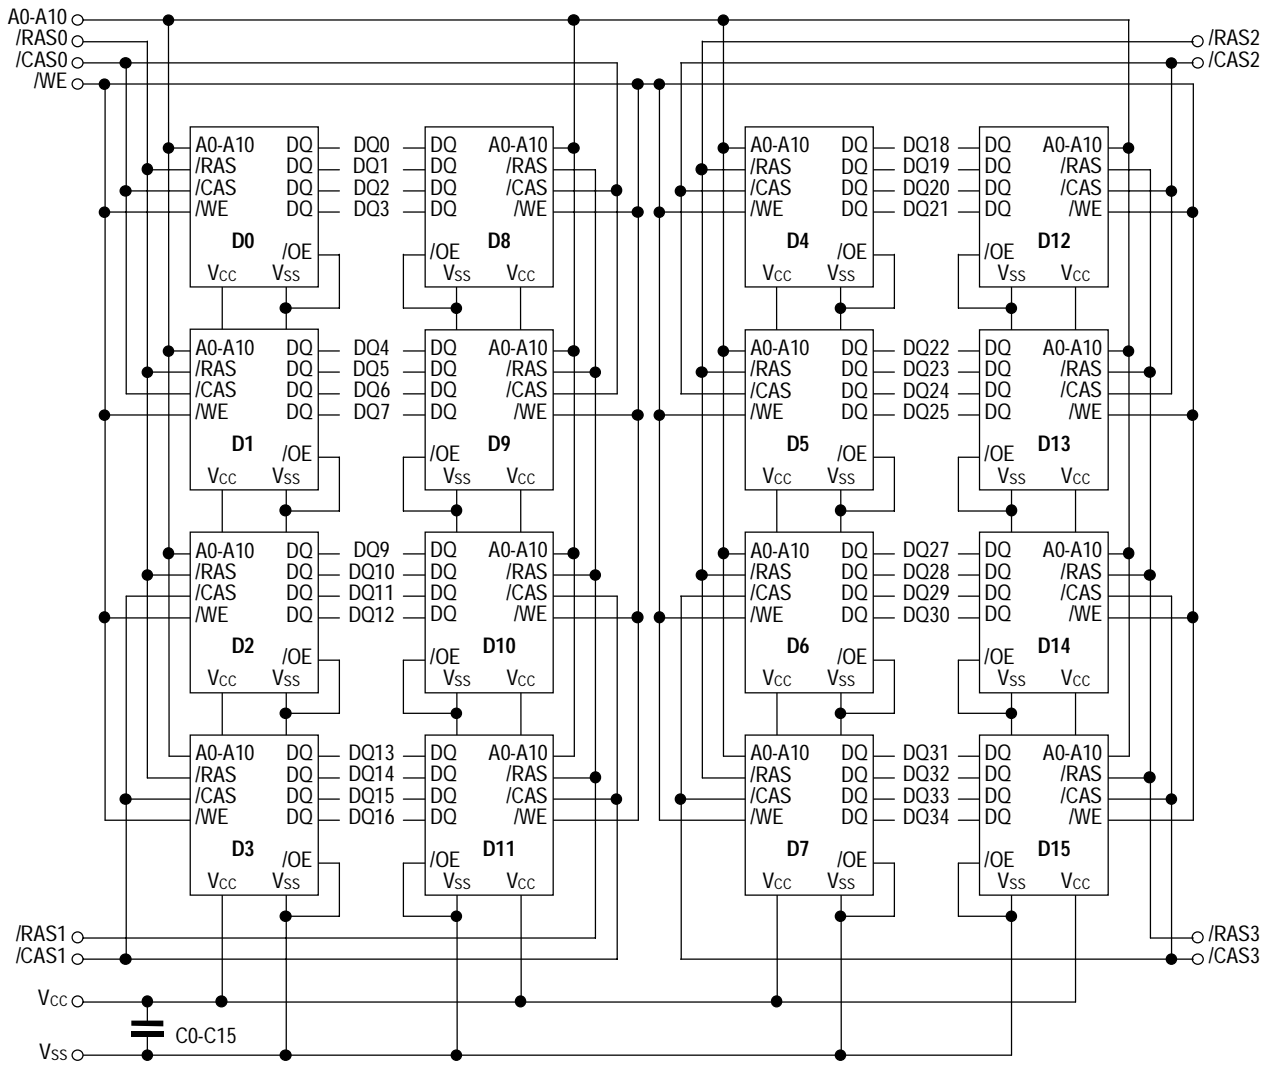 A0-A10
/RAS0
/CAS0
/WE
/RAS2
/CAS2
A0-A10 DQ DQ0 DQ A0-A10
/RAS DQ DQ1 DQ /RAS
/CAS DQ DQ2 DQ /CAS
/WE DQ DQ3 DQ /WE
D0 /OE /OE D8
Vcc Vss Vss Vcc
A0-A10 DQ DQ4 DQ A0-A10
/RAS DQ DQ5 DQ /RAS
/CAS DQ DQ6 DQ /CAS
/WE DQ DQ7 DQ /WE
D1 /OE /OE D9
Vcc Vss Vss Vcc
A0-A10 DQ DQ9 DQ A0-A10
/RAS DQ DQ10 DQ /RAS
/CAS DQ DQ11 DQ /CAS
/WE DQ DQ12 DQ /WE
D2 /OE /OE D10
Vcc Vss Vss Vcc
A0-A10 DQ DQ13 DQ A0-A10
/RAS DQ DQ14 DQ /RAS
/CAS DQ DQ15 DQ /CAS
/WE DQ DQ16 DQ /WE
D3 /OE /OE D11
Vcc Vss Vss Vcc
A0-A10 DQ DQ18 DQ A0-A10
/RAS DQ DQ19 DQ /RAS
/CAS DQ DQ20 DQ /CAS
/WE DQ DQ21 DQ /WE
D4 /OE /OE D12
Vcc Vss Vss Vcc
A0-A10 DQ DQ22 DQ A0-A10
/RAS DQ DQ23 DQ /RAS
/CAS DQ DQ24 DQ /CAS
/WE DQ DQ25 DQ /WE
D5 /OE /OE D13
Vcc Vss Vss Vcc
A0-A10 DQ DQ27 DQ A0-A10
/RAS DQ DQ28 DQ /RAS
/CAS DQ DQ29 DQ /CAS
/WE DQ DQ30 DQ /WE
D6 /OE /OE D14
Vcc Vss Vss Vcc
A0-A10 DQ DQ31 DQ A0-A10
/RAS DQ DQ32 DQ /RAS
/CAS DQ DQ33 DQ /CAS
/WE DQ DQ34 DQ /WE
D7 /OE /OE D15
Vcc Vss Vss Vcc
/RAS1
/CAS1
/RAS3
/CAS3
Vcc
C0-C15
Vss